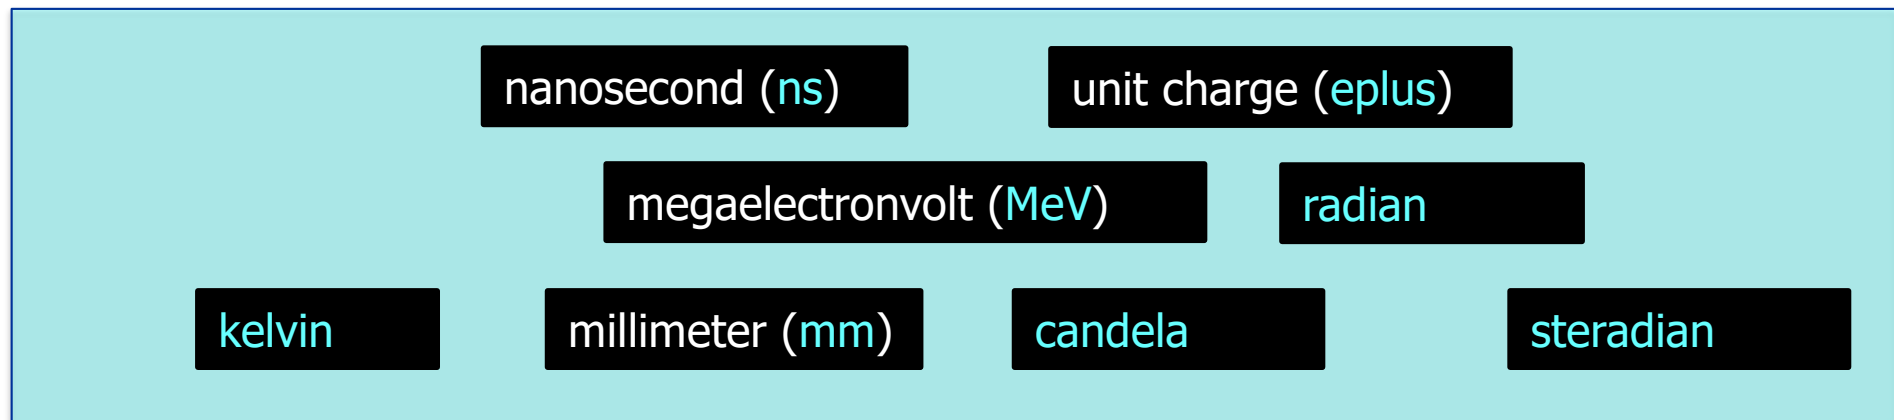 nanosecond (ns)
unit charge (eplus)
megaelectronvolt (MeV)
radian
kelvin
millimeter (mm)
candela
steradian